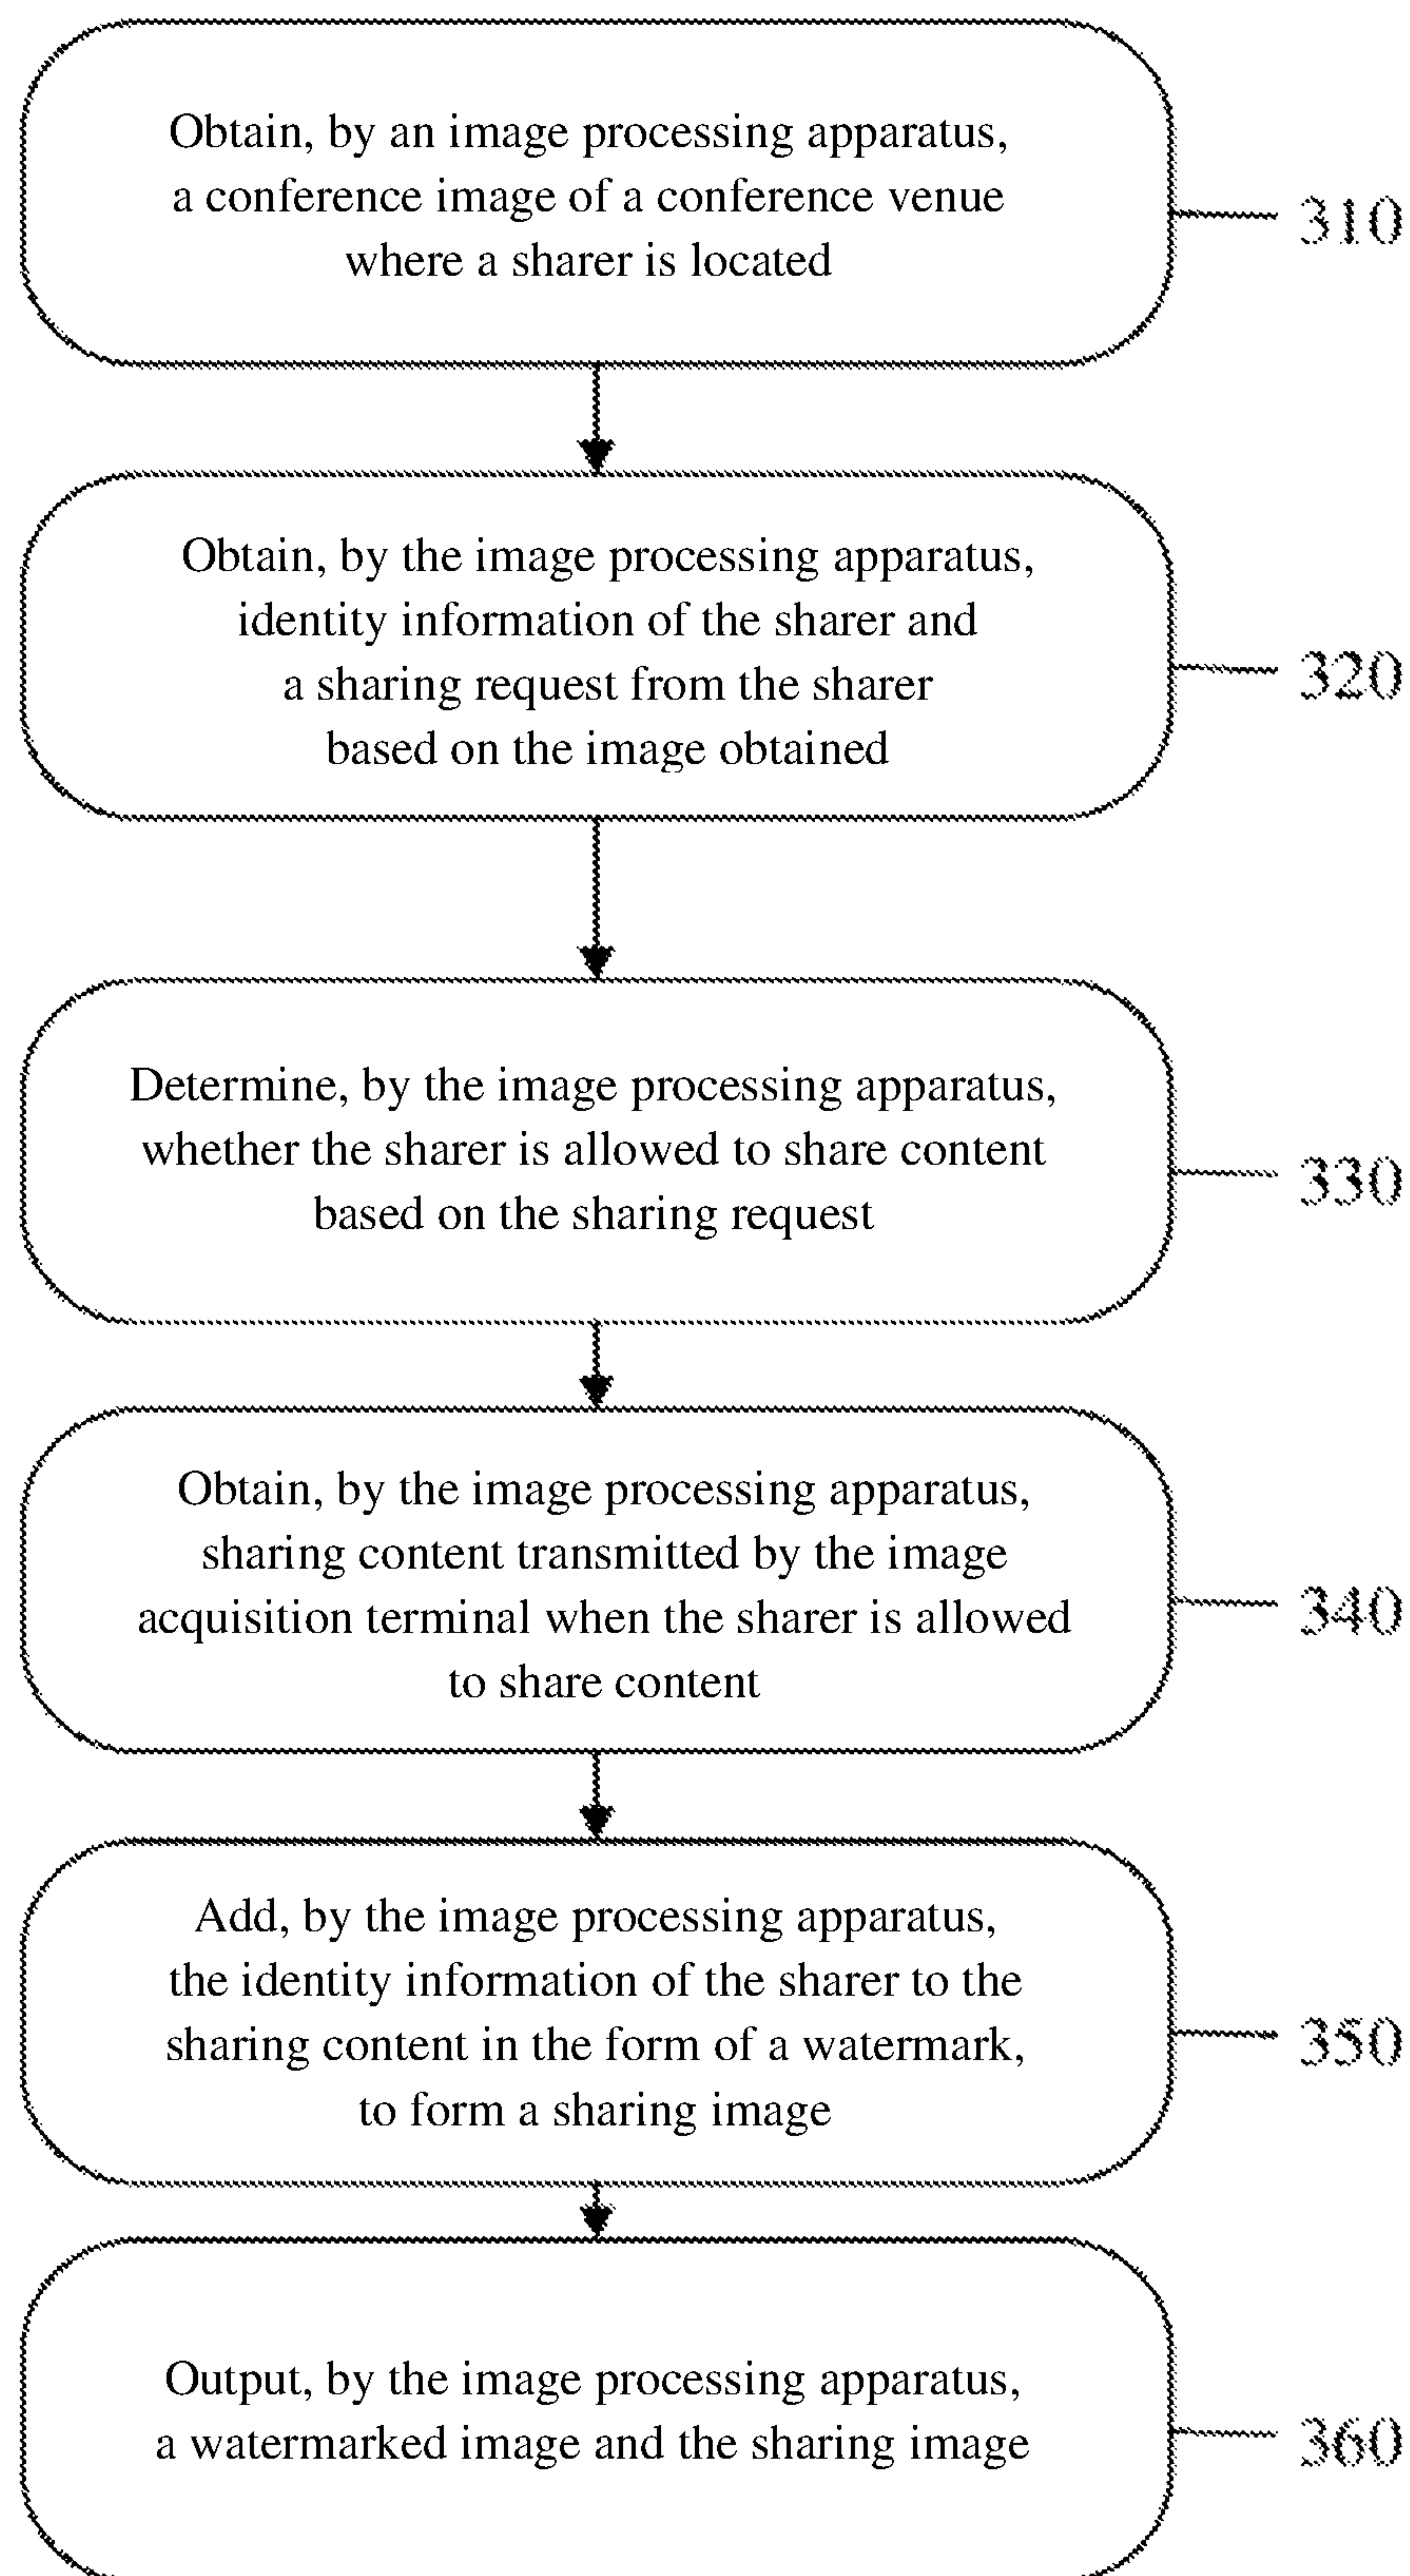 Obtain, by an image processing apparatus,
a conference image of a conference venue
where a sharer is located
310
Obtain, by the image processing apparatus,
identity information of the sharer and
a sharing request from the sharer
based on the image obtained
320
Determine, by the image processing apparatus,
whether the sharer is allowed to share content
based on the sharing request
330
Obtain, by the image processing apparatus,
sharing content transmitted by the image
acquisition terminal when the sharer is allowed
to share content
340
Add, by the image processing apparatus,
the identity information of the sharer to the
sharing content in the form of a watermark,
to form a sharing image
350
Output, by the image processing apparatus,
a watermarked image and the sharing image
360